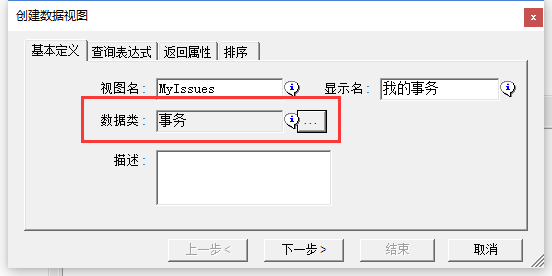 创建数据视图
基本定义 查询表达式 返回属性 排序
视图名: MyIssues 显示名: 我的事务
数据类: 事务 ...
描述:
上一步< 下一步> 结束 取消